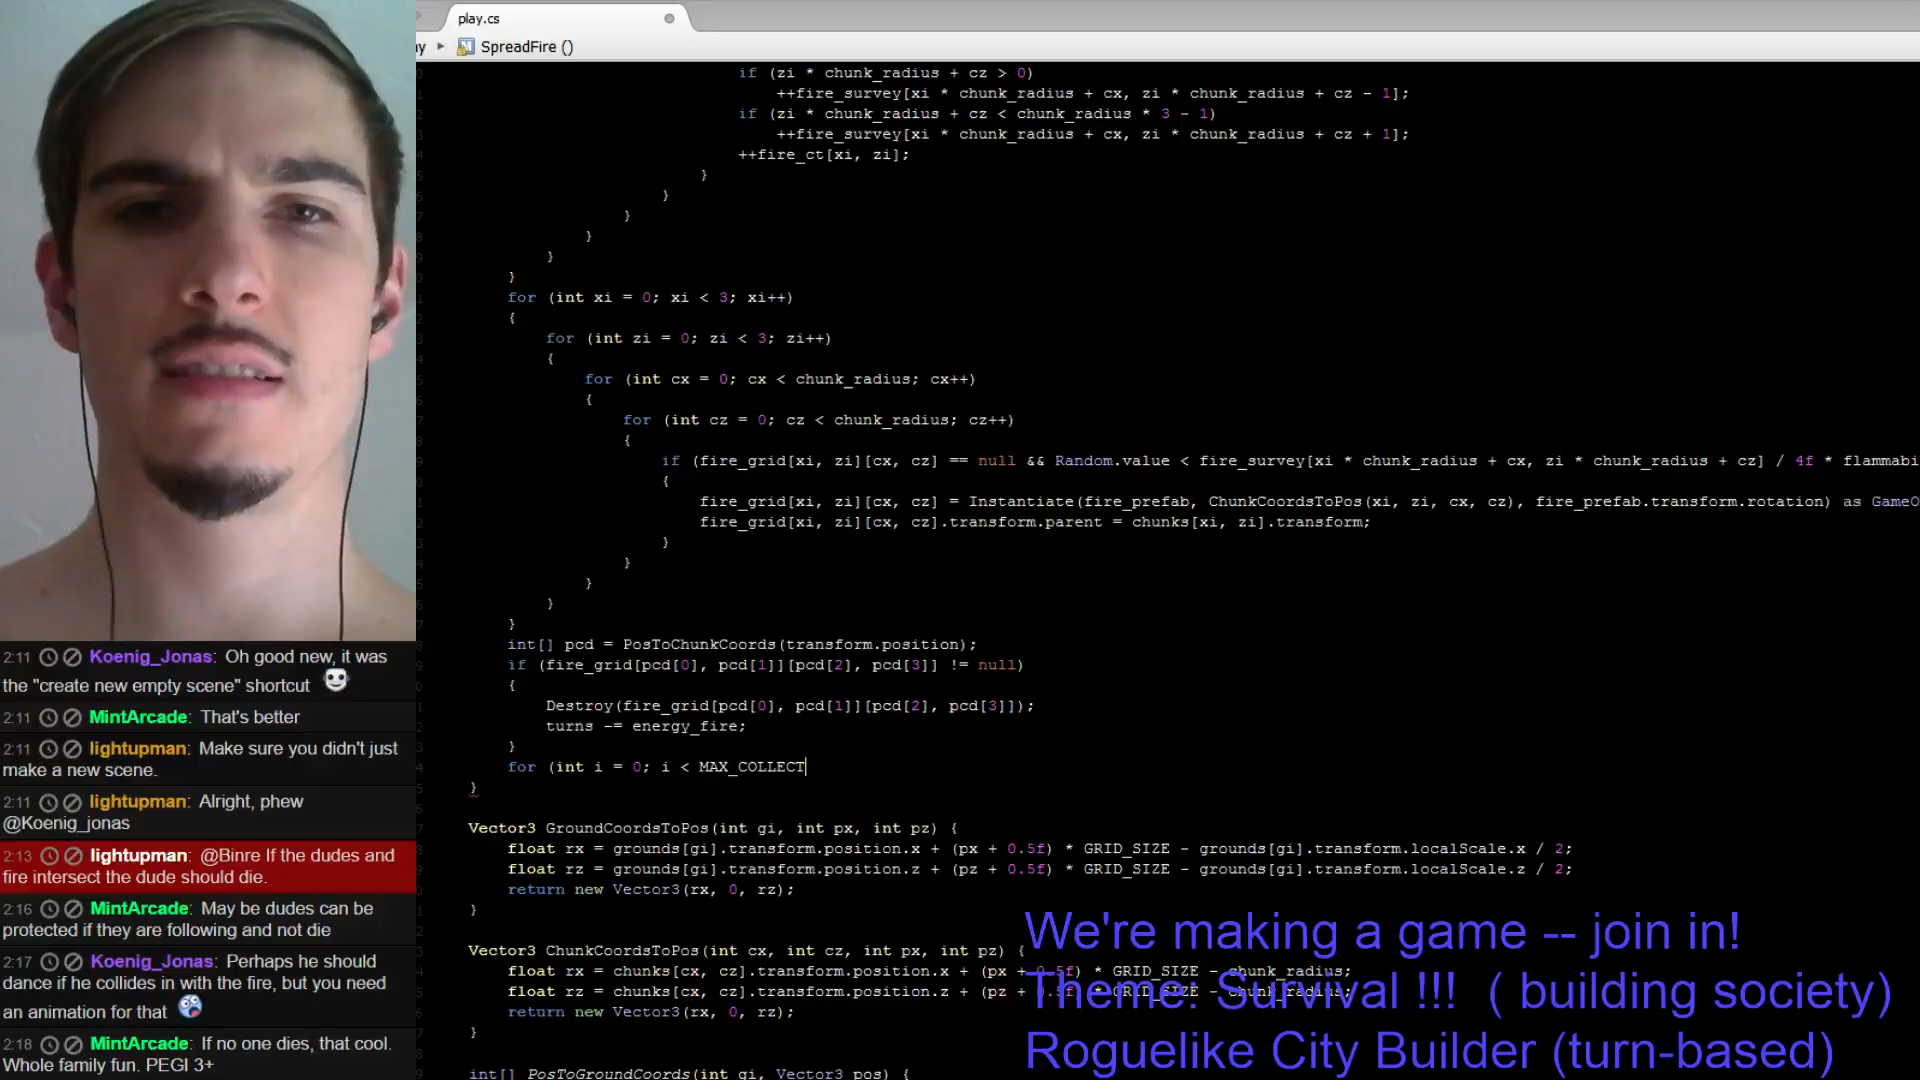 play.cs
ay ▸ SpreadFire ()
if (zi * chunk_radius + cz > 0)
++fire_survey[xi * chunk_radius + cx, zi * chunk_radius + cz - 1];
if (zi * chunk_radius + cz < chunk_radius * 3 - 1)
++fire_survey[xi * chunk_radius + cx, zi * chunk_radius + cz + 1];
++fire_ct[xi, zi];
}
}
}
}
}
}
for (int xi = 0; xi < 3; xi++)
{
for (int zi = 0; zi < 3; zi++)
{
for (int cx = 0; cx < chunk_radius; cx++)
{
for (int cz = 0; cz < chunk_radius; cz++)
{
if (fire_grid[xi, zi][cx, cz] == null && Random.value < fire_survey[xi * chunk_radius + cx, zi * chunk_radius + cz] / 4f * flammabi
{
fire_grid[xi, zi][cx, cz] = Instantiate(fire_prefab, ChunkCoordsToPos(xi, zi, cx, cz), fire_prefab.transform.rotation) as GameO
fire_grid[xi, zi][cx, cz].transform.parent = chunks[xi, zi].transform;
}
}
}
}
}
int[] pcd = PosToChunkCoords(transform.position);
if (fire_grid[pcd[0], pcd[1]][pcd[2], pcd[3]] != null)
{
Destroy(fire_grid[pcd[0], pcd[1]][pcd[2], pcd[3]]);
turns -= energy_fire;
}
for (int i = 0; i < MAX_COLLECT
}
Vector3 GroundCoordsToPos(int gi, int px, int pz) {
float rx = grounds[gi].transform.position.x + (px + 0.5f) * GRID_SIZE - grounds[gi].transform.localScale.x / 2;
float rz = grounds[gi].transform.position.z + (pz + 0.5f) * GRID_SIZE - grounds[gi].transform.localScale.z / 2;
return new Vector3(rx, 0, rz);
}
Vector3 ChunkCoordsToPos(int cx, int cz, int px, int pz) {
float rx = chunks[cx, cz].transform.position.x + (px + 0.5f) * GRID_SIZE - chunk_radius;
float rz = chunks[cx, cz].transform.position.z + (pz + 0.5f) * GRID_SIZE - chunk_radius;
return new Vector3(rx, 0, rz);
}
int[] PosToGroundCoords(int gi, Vector3 pos) {
2:11 Koenig_Jonas: Oh good new, it was
the "create new empty scene" shortcut
2:11 MintArcade: That's better
2:11 lightupman: Make sure you didn't just
make a new scene.
2:11 lightupman: Alright, phew
@Koenig_jonas
2:13 lightupman: @Binre If the dudes and
fire intersect the dude should die.
2:16 MintArcade: May be dudes can be
protected if they are following and not die
2:17 Koenig_Jonas: Perhaps he should
dance if he collides in with the fire, but you need
an animation for that
2:18 MintArcade: If no one dies, that cool.
Whole family fun. PEGI 3+
We're making a game -- join in!
Theme: Survival !!! ( building society)
Roguelike City Builder (turn-based)